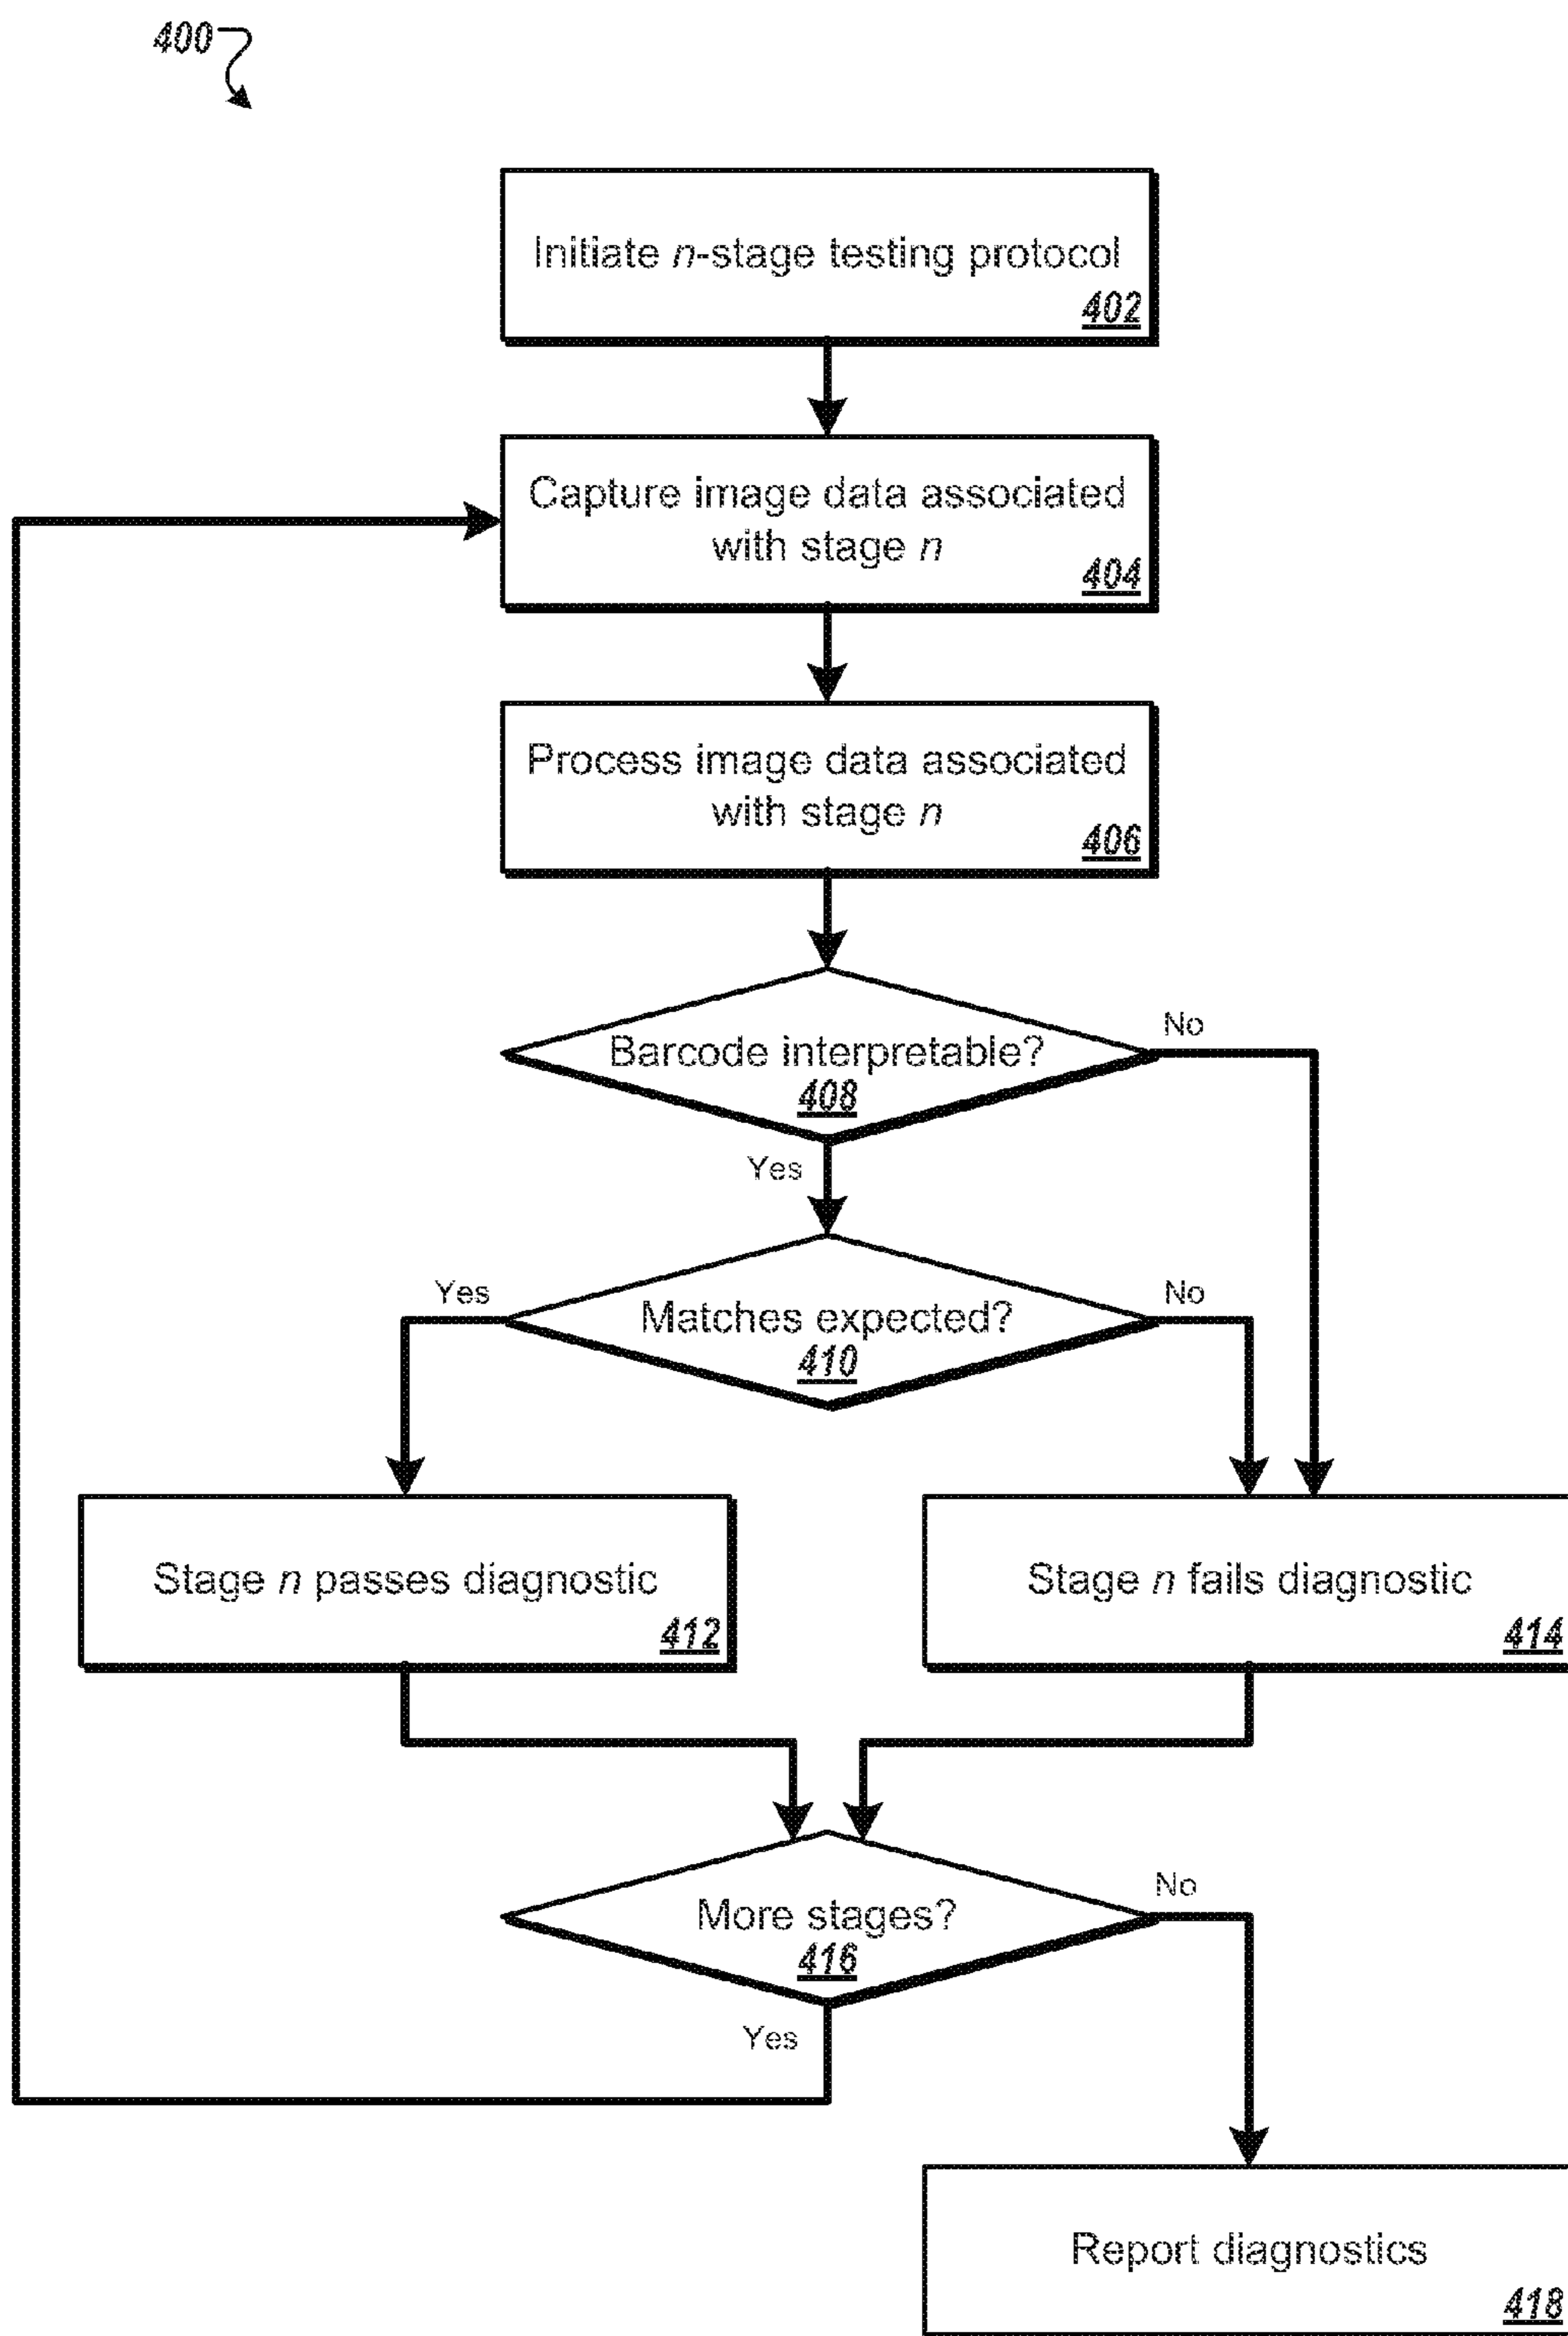 400
Initiate n-stage testing protocol
402
Capture image data associated
with stage n
404
Process image data associated
with stage n
406
Barcode interpretable?
408
No
Yes
Matches expected?
410
Yes
No
Stage n passes diagnostic
412
Stage n fails diagnostic
414
More stages?
416
No
Yes
Report diagnostics
418